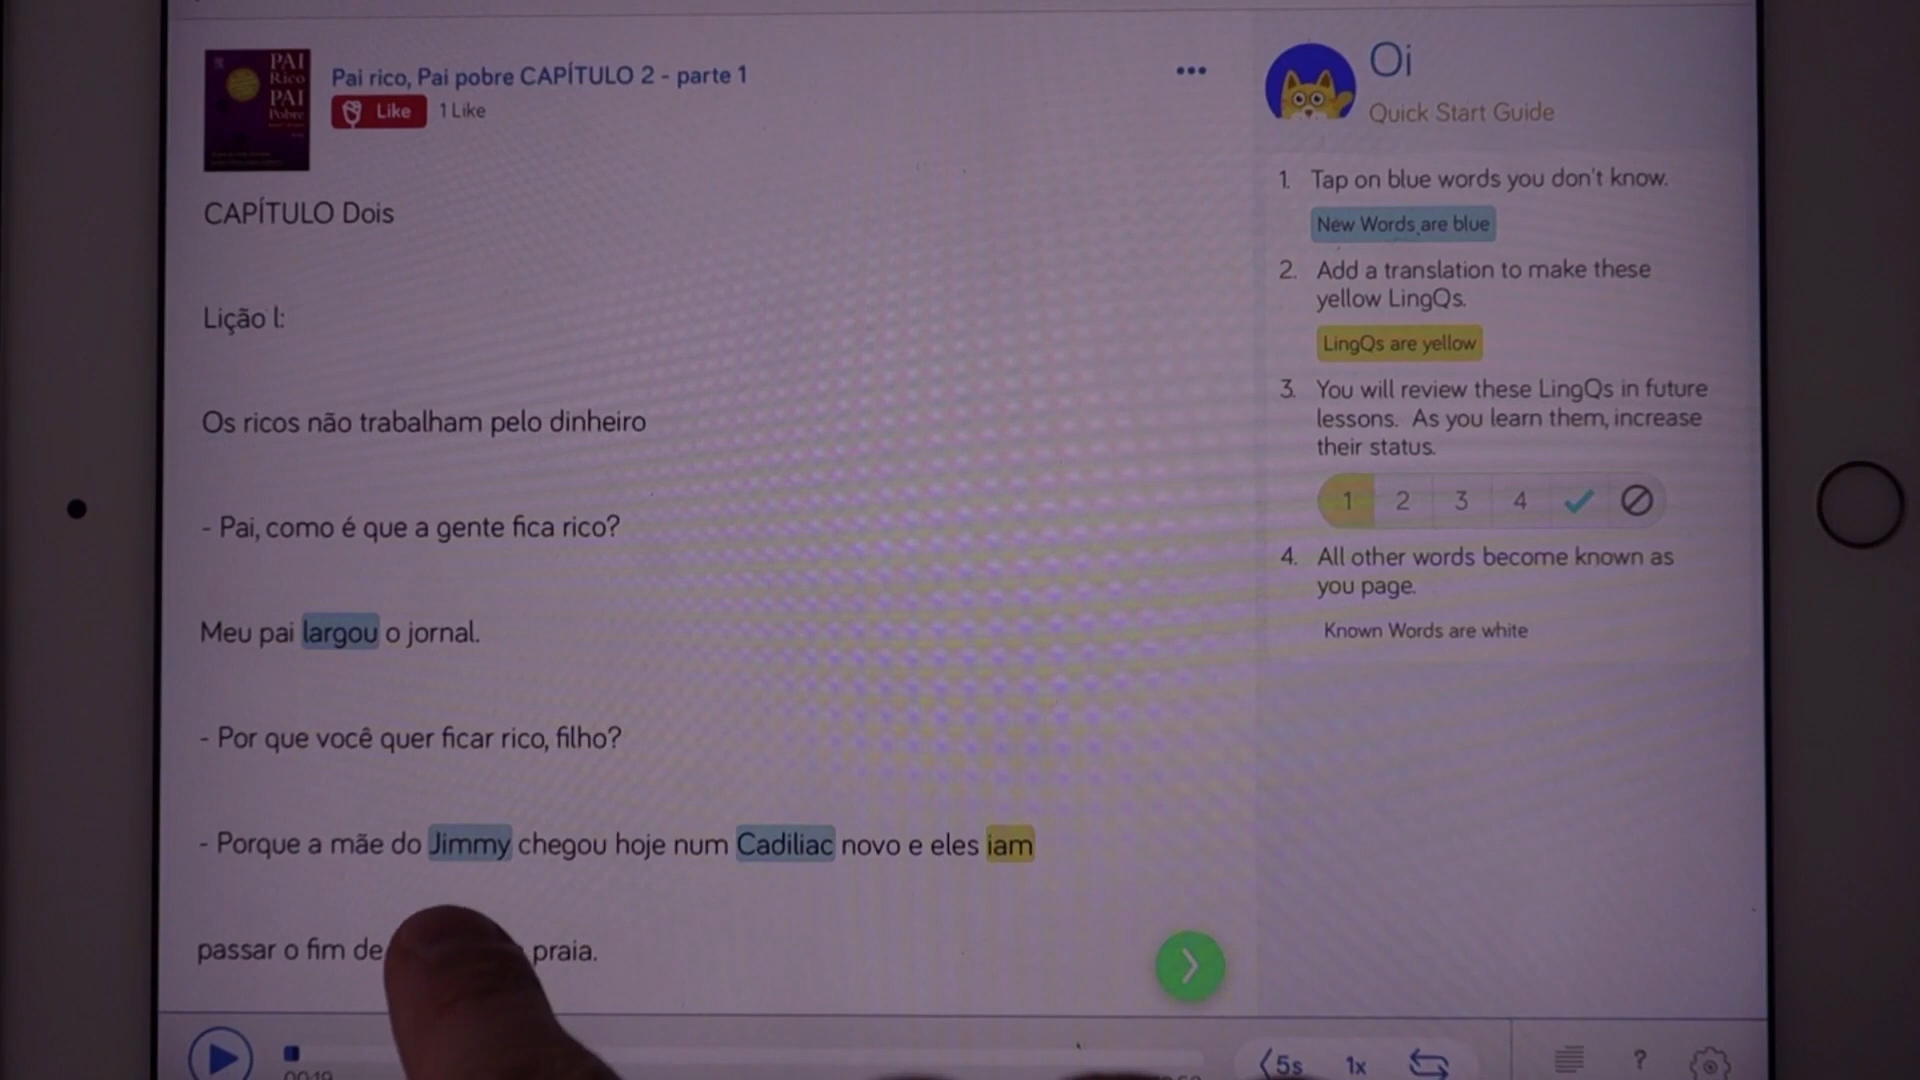 PAI
Rico
PAI
Pobre
Pai rico, Pai pobre CAPÍTULO 2 - parte 1
Like 1 Like
CAPÍTULO Dois
Lição l:
Os ricos não trabalham pelo dinheiro
- Pai, como é que a gente fica rico?
Meu pai largou o jornal.
- Por que você quer ficar rico, filho?
- Porque a mãe do Jimmy chegou hoje num Cadiliac novo e eles iam
passar o fim de praia.
00:19
5s 1x
?
Oi
Quick Start Guide
1. Tap on blue words you don't know.
New Words are blue
2. Add a translation to make these
yellow LingQs.
LingQs are yellow
3. You will review these LingQs in future
lessons. As you learn them, increase
their status.
1 2 3 4
4. All other words become known as
you page.
Known Words are white